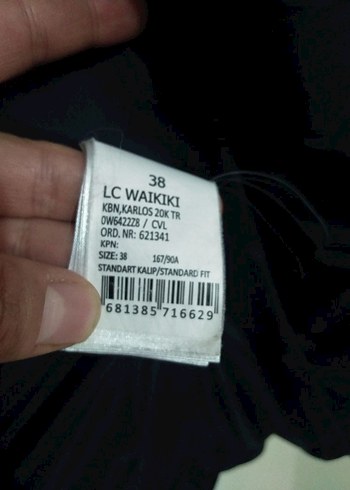 38
LC WAIKIKI
KBN,KARLOS 20K TR
0W6422Z8 / CVL
ORD. NR: 621341
KPN:
SIZE: 38 167/90A
STANDART KALIP/STANDARD FIT
681385 716629